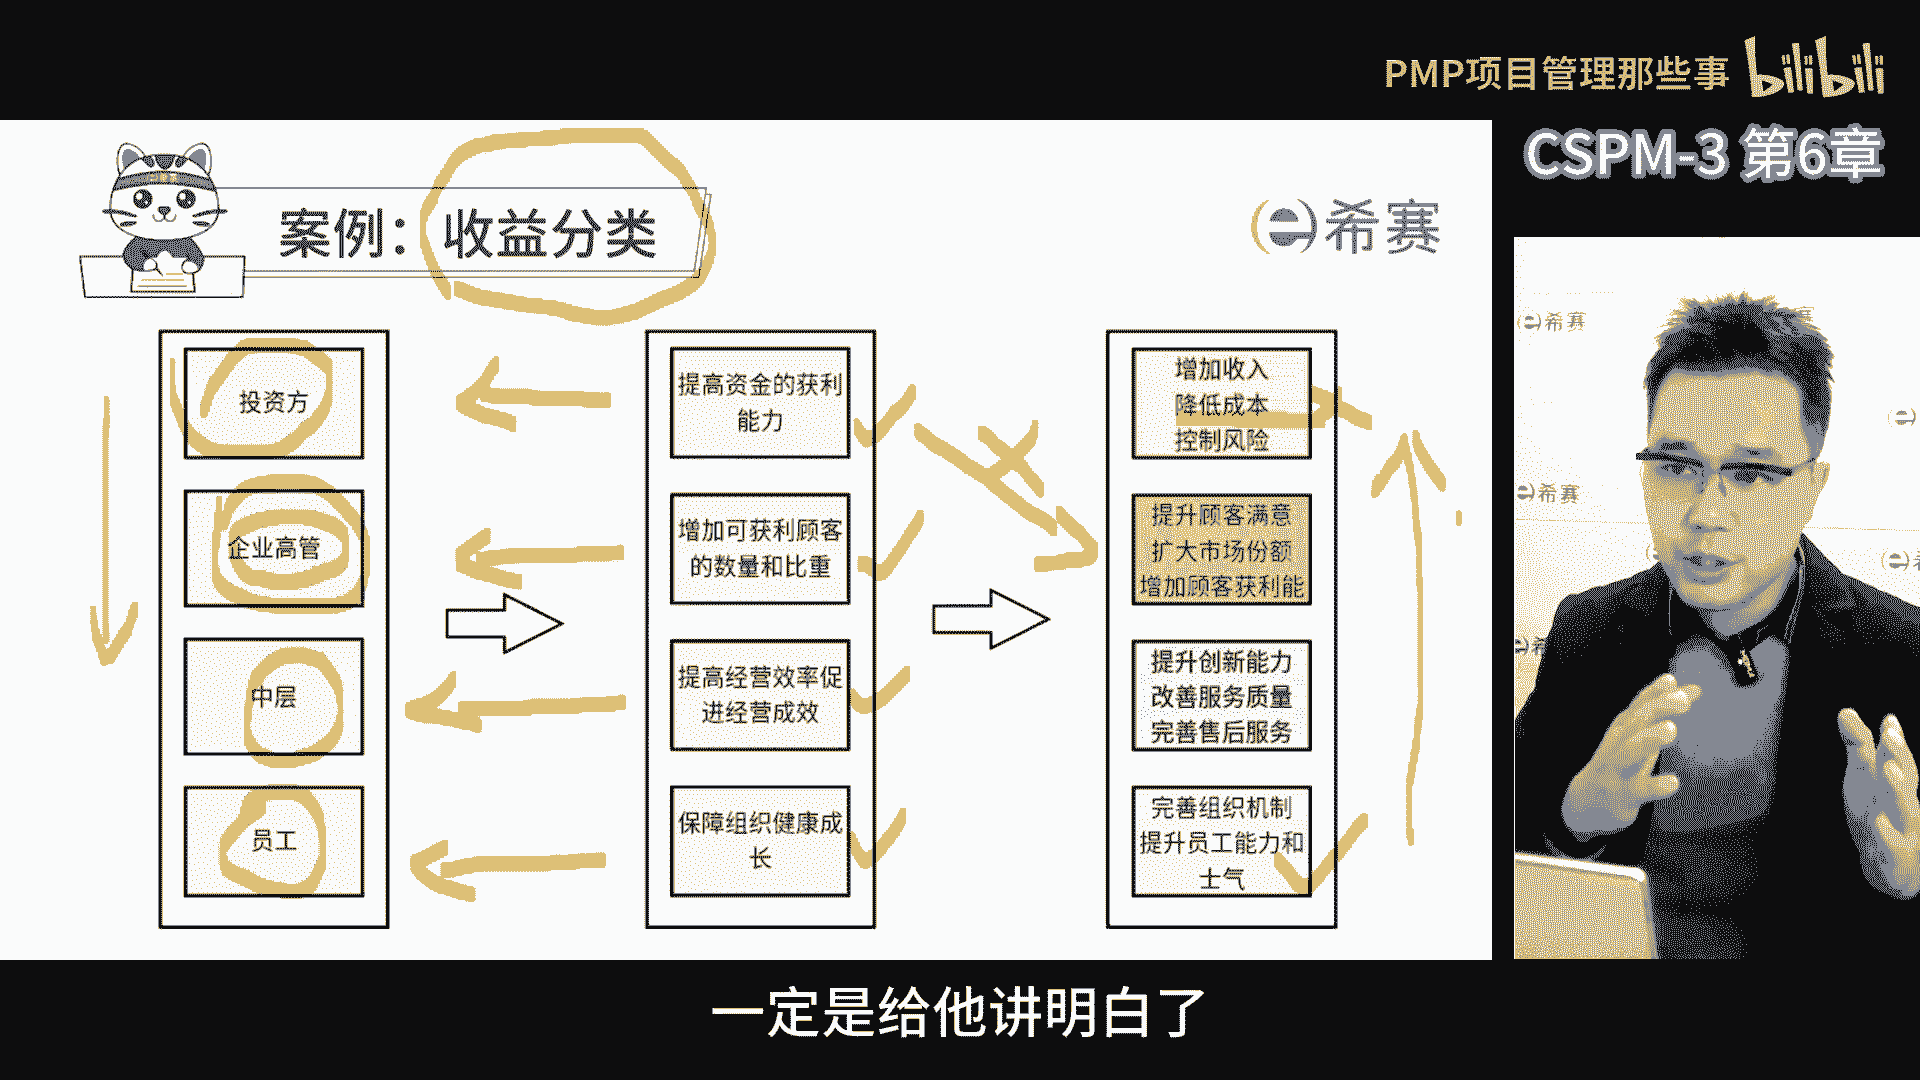 PMP项目管理那些事 bilibili
CSPM-3 第6章
案例：收益分类
希赛
投资方
企业高管
中层
员工
提高资金的获利
能力
增加可获利顾客
的数量和比重
提高经营效率促
进经营成效
保障组织健康成
长
增加收入
降低成本
控制风险
提升顾客满意
扩大市场份额
增加顾客获利能
提升创新能力
改善服务质量
完善售后服务
完善组织机制
提升员工能力和
士气
希赛
希赛
一定是给他讲明白了